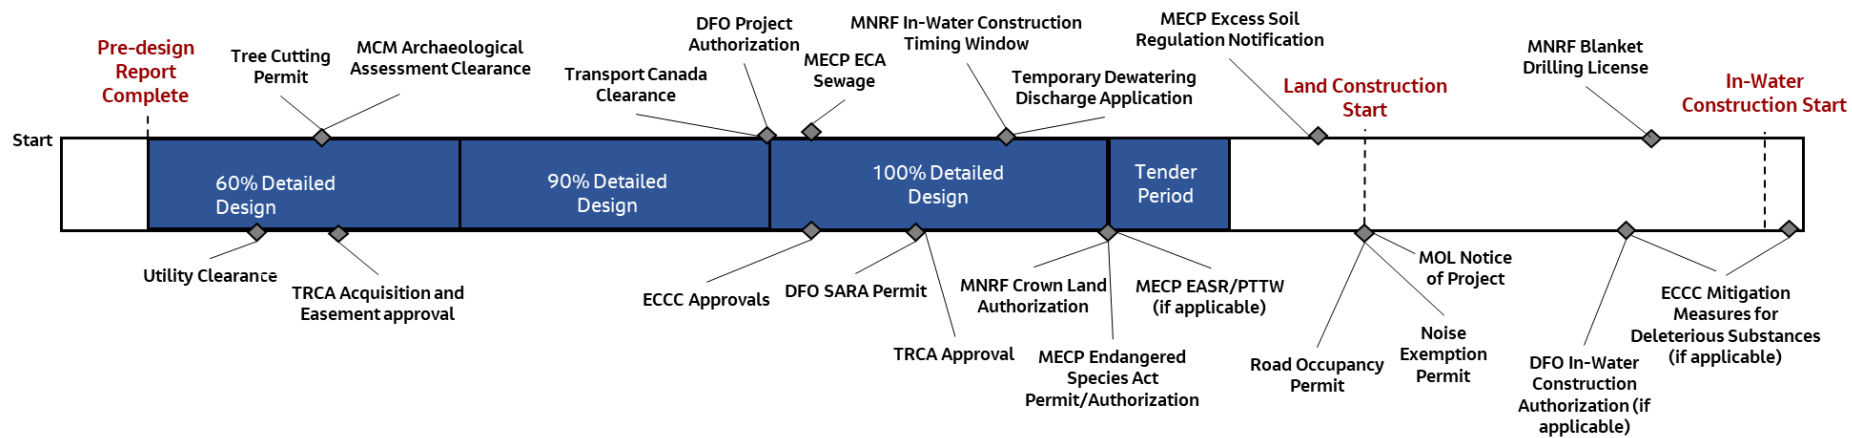 Pre-design
Report
Complete
Tree Cutting
Permit
MCM Archaeological
Assessment Clearance
Transport Canada
Clearance
DFO Project
Authorization
MECP ECA
Sewage
MNRF In-Water Construction
Timing Window
Temporary Dewatering
Discharge Application
MECP Excess Soil
Regulation Notification
Land Construction
Start
MNRF Blanket
Drilling License
In-Water
Construction Start
Start
60% Detailed
Design
90% Detailed
Design
100% Detailed
Design
Tender
Period
Utility Clearance
TRCA Acquisition and
Easement approval
ECCC Approvals
DFO SARA Permit
TRCA Approval
MNRF Crown Land
Authorization
MECP Endangered
Species Act
Permit/Authorization
MECP EASR/PTTW
(if applicable)
Road Occupancy
Permit
MOL Notice
of Project
Noise
Exemption
Permit
DFO In-Water
Construction
Authorization (if
applicable)
ECCC Mitigation
Measures for
Deleterious Substances
(if applicable)